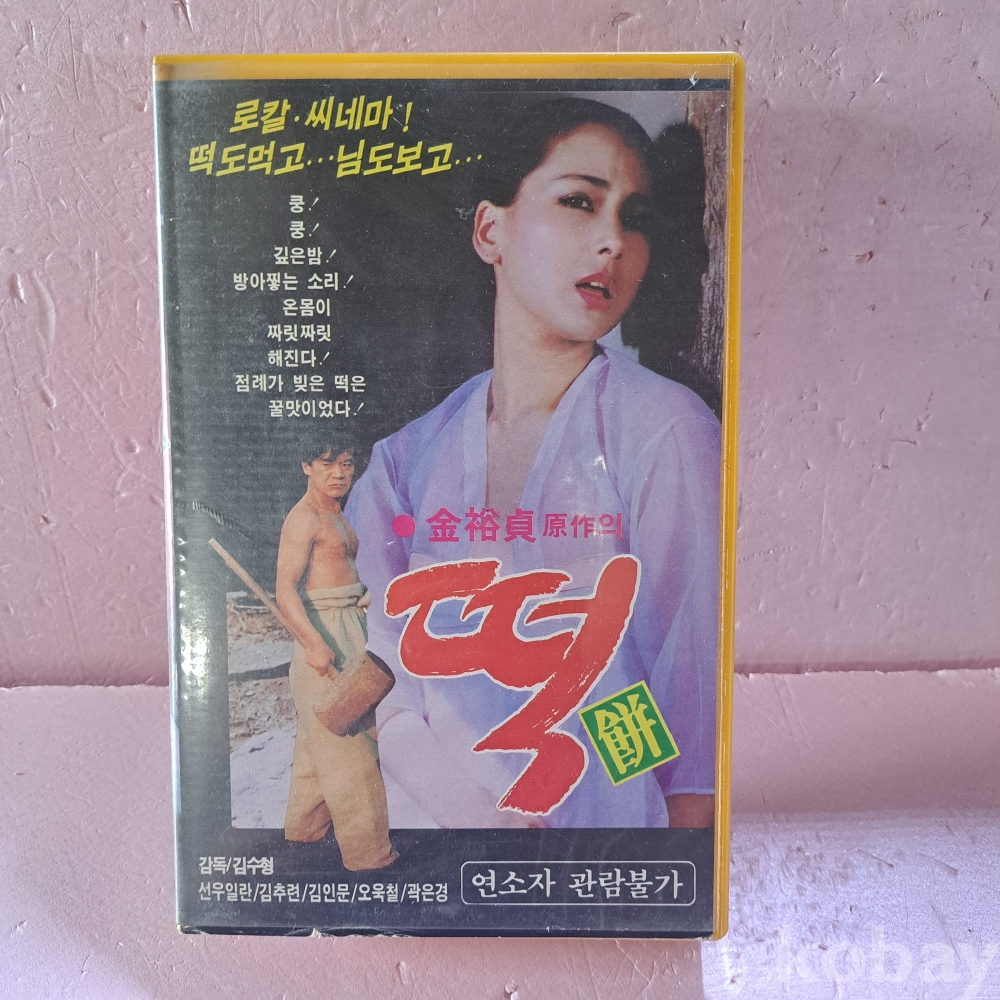 로칼·씨네마!
떡도먹고…님도보고…
쿵!
쿵!
깊은밤!
방아찧는 소리!
온몸이
짜릿짜릿
해진다!
점례가 빚은 떡은
꿀맛이었다!
● 金裕貞 原作의
떡
餠
감독/김수형
선우일란/김추련/김인문/오욱철/곽은경
연소자 관람불가
kobay